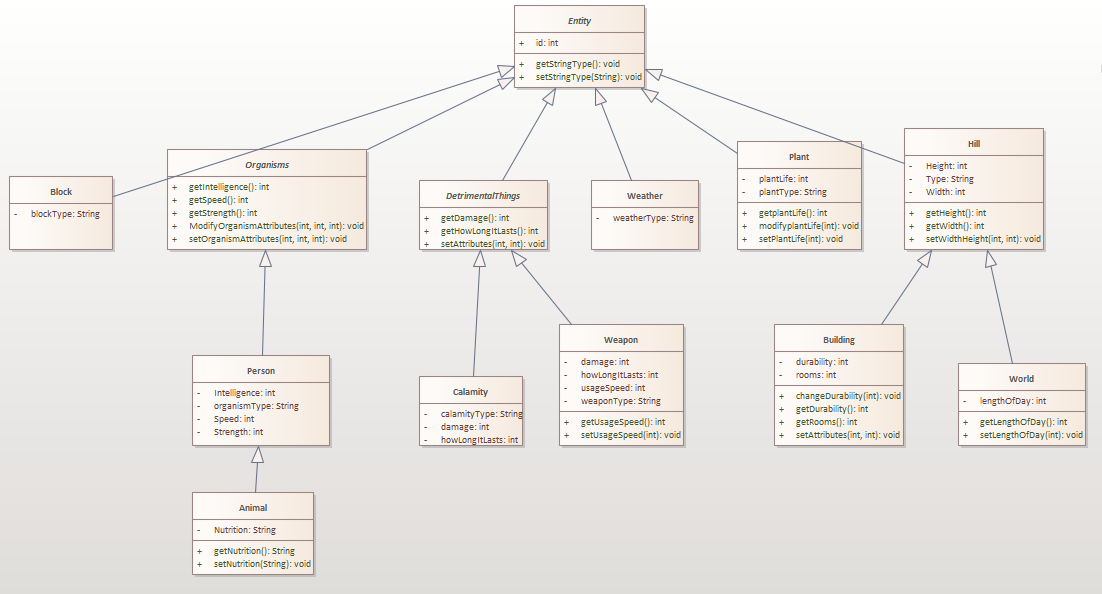 Entity
+ id: int
+ getStringType(): void
+ setStringType(String): void
Block
- blockType: String
Organisms
+ getIntelligence(): int
+ getSpeed(): int
+ getStrength(): int
+ ModifyOrganismAttributes(int, int, int): void
+ setOrganismAttributes(int, int, int): void
DetrimentalThings
+ getDamage(): int
+ getHowLongItLasts(): int
+ setAttributes(int, int): void
Weather
- weatherType: String
Plant
- plantLife: int
- plantType: String
+ getplantLife(): int
+ modifyplantLife(int): void
+ setPlantLife(int): void
Hill
- Height: int
- Type: String
- Width: int
+ getHeight(): int
+ getWidth(): int
+ setWidthHeight(int, int): void
Person
- Intelligence: int
- organismType: String
- Speed: int
- Strength: int
Calamity
- calamityType: String
- damage: int
- howLongItLasts: int
Weapon
- damage: int
- howLongItLasts: int
- usageSpeed: int
- weaponType: String
+ getUsageSpeed(): int
+ setUsageSpeed(int): void
Building
- durability: int
- rooms: int
+ changeDurability(int): void
+ getDurability(): int
+ getRooms(): int
+ setAttributes(int, int): void
World
- lengthOfDay: int
+ getLengthOfDay(): int
+ setLengthOfDay(int): void
Animal
- Nutrition: String
+ getNutrition(): String
+ setNutrition(String): void